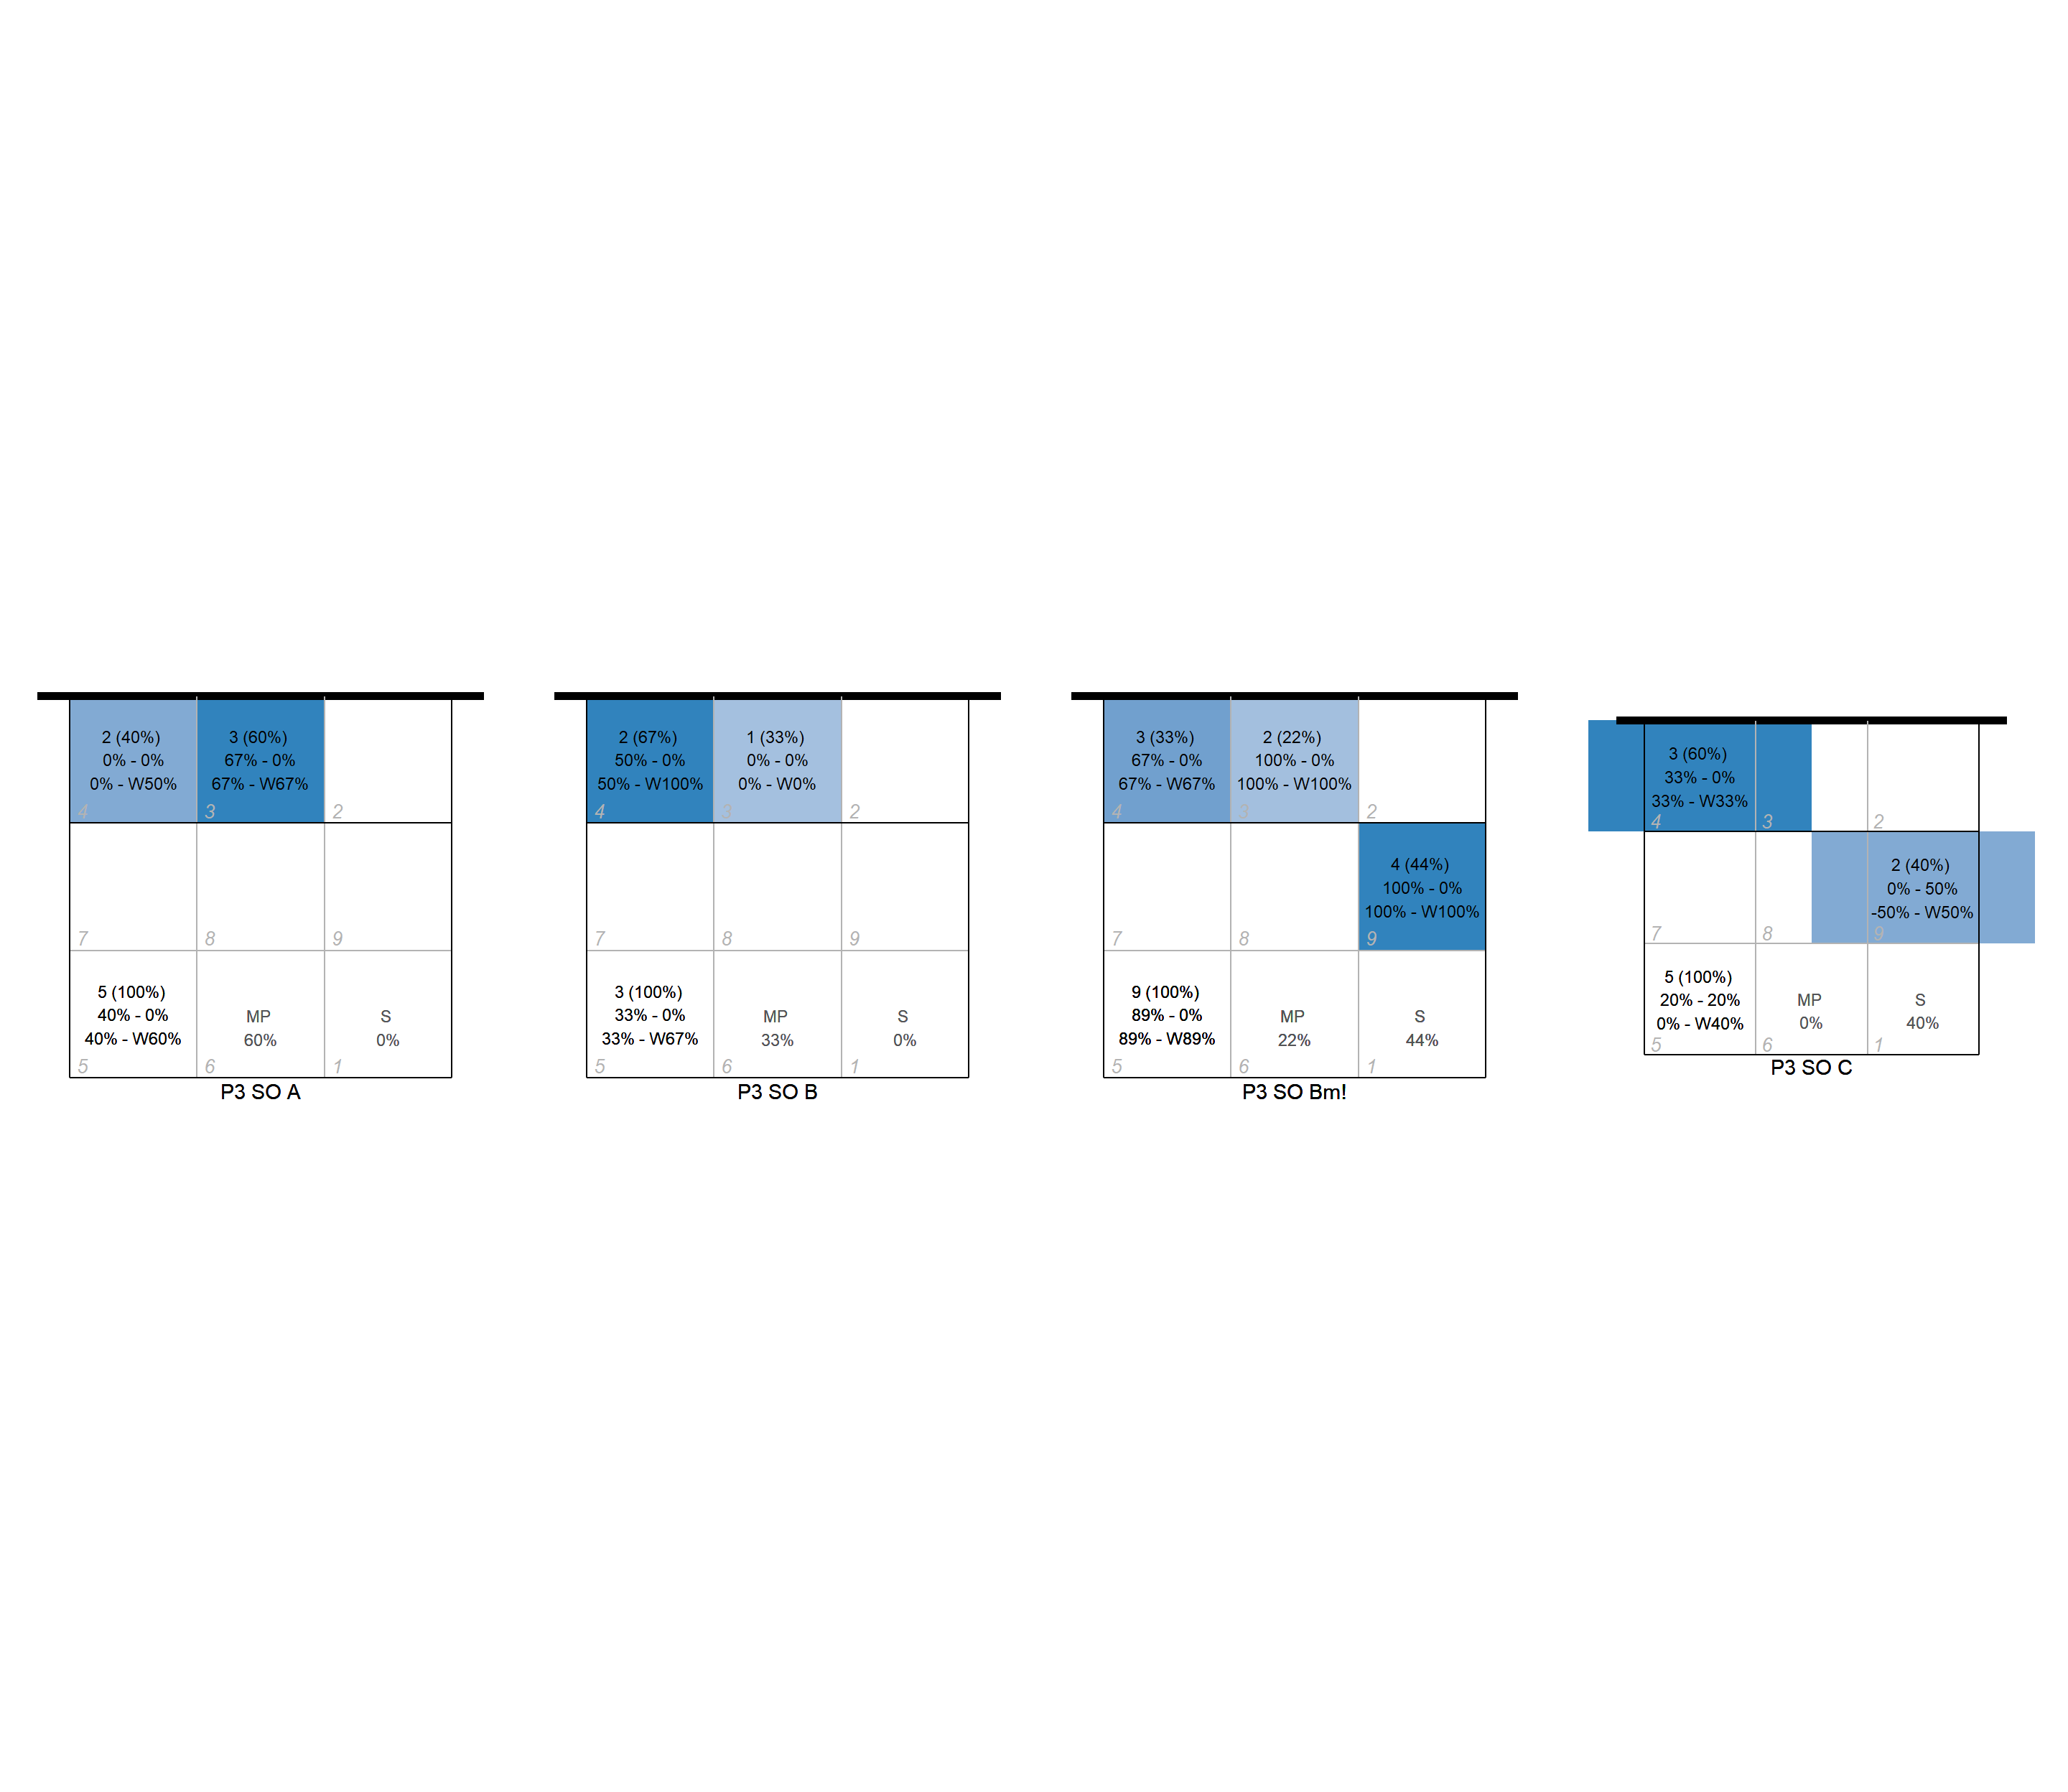 2 (40%)
0% - 0%
0% - W50%
4
3 (60%)
67% - 0%
67% - W67%
3
2
7
8
9
5 (100%)
40% - 0%
40% - W60%
5
MP
60%
6
S
0%
1
P3 SO A
2 (67%)
50% - 0%
50% - W100%
4
1 (33%)
0% - 0%
0% - W0%
3
2
7
8
9
3 (100%)
33% - 0%
33% - W67%
5
MP
33%
6
S
0%
1
P3 SO B
3 (33%)
67% - 0%
67% - W67%
4
2 (22%)
100% - 0%
100% - W100%
3
2
7
8
4 (44%)
100% - 0%
100% - W100%
9
9 (100%)
89% - 0%
89% - W89%
5
MP
22%
6
S
44%
1
P3 SO Bm!
3 (60%)
33% - 0%
33% - W33%
4
3
2
7
8
2 (40%)
0% - 50%
-50% - W50%
9
5 (100%)
20% - 20%
0% - W40%
5
MP
0%
6
S
40%
1
P3 SO C